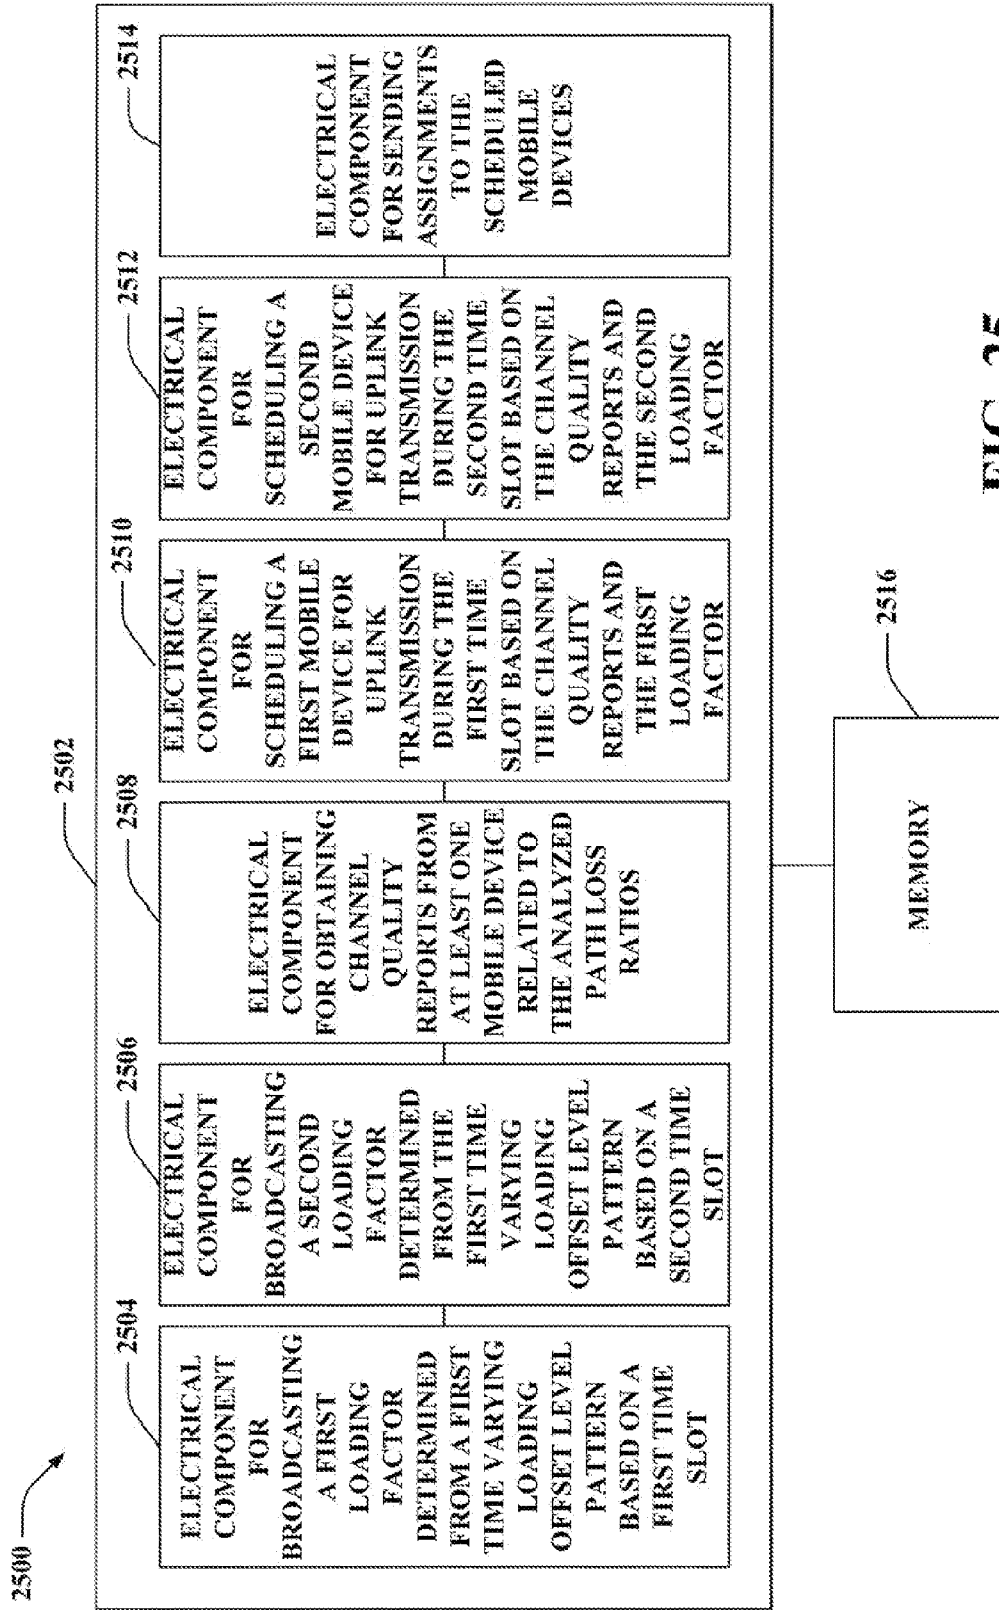 2500
2502
2504
ELECTRICAL
COMPONENT
FOR
BROADCASTING
A FIRST
LOADING
FACTOR
DETERMINED
FROM A FIRST
TIME VARYING
LOADING
OFFSET LEVEL
PATTERN
BASED ON A
FIRST TIME
SLOT
2506
ELECTRICAL
COMPONENT
FOR
BROADCASTING
A SECOND
LOADING
FACTOR
DETERMINED
FROM THE
FIRST TIME
VARYING
LOADING
OFFSET LEVEL
PATTERN
BASED ON A
SECOND TIME
SLOT
2508
ELECTRICAL
COMPONENT
FOR OBTAINING
CHANNEL
QUALITY
REPORTS FROM
AT LEAST ONE
MOBILE DEVICE
RELATED TO
THE ANALYZED
PATH LOSS
RATIOS
2510
ELECTRICAL
COMPONENT
FOR
SCHEDULING A
FIRST MOBILE
DEVICE FOR
UPLINK
TRANSMISSION
DURING THE
FIRST TIME
SLOT BASED ON
THE CHANNEL
QUALITY
REPORTS AND
THE FIRST
LOADING
FACTOR
2512
ELECTRICAL
COMPONENT
FOR
SCHEDULING A
SECOND
MOBILE DEVICE
FOR UPLINK
TRANSMISSION
DURING THE
SECOND TIME
SLOT BASED ON
THE CHANNEL
QUALITY
REPORTS AND
THE SECOND
LOADING
FACTOR
2514
ELECTRICAL
COMPONENT
FOR SENDING
ASSIGNMENTS
TO THE
SCHEDULED
MOBILE
DEVICES
2516
MEMORY